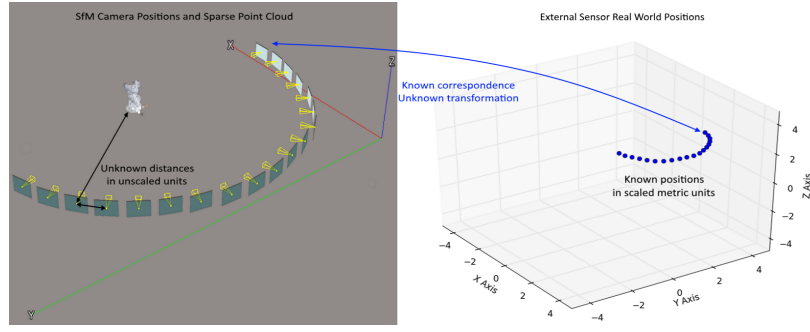 SfM Camera Positions and Sparse Point Cloud
External Sensor Real World Positions
X
Z
Known correspondence
Unknown transformation
Unknown distances
in unscaled units
Y
Known positions
in scaled metric units
4
2
0
−2
−4
Z Axis
−4
−2
0
2
4
X Axis
−4
−2
0
2
4
Y Axis